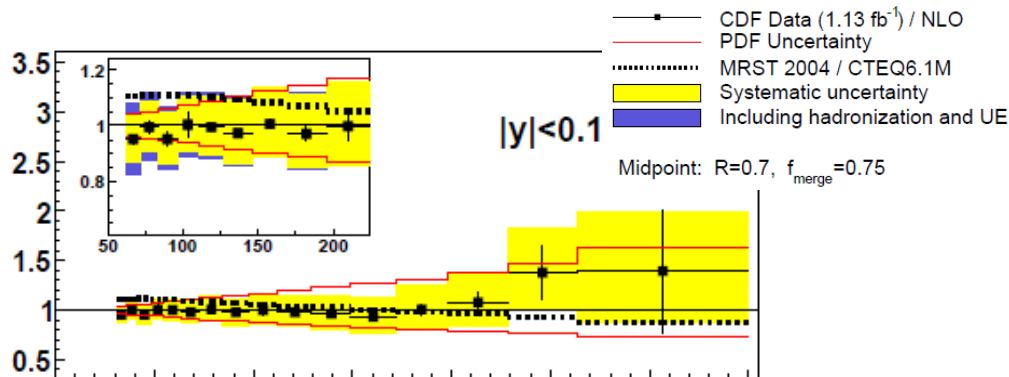 CDF Data (1.13 fb⁻¹) / NLO
PDF Uncertainty
MRST 2004 / CTEQ6.1M
Systematic uncertainty
Including hadronization and UE
Midpoint: R=0.7, f_merge=0.75
|y|<0.1
3.5
3
2.5
2
1.5
1
0.5
1.2
1
0.8
50 100 150 200